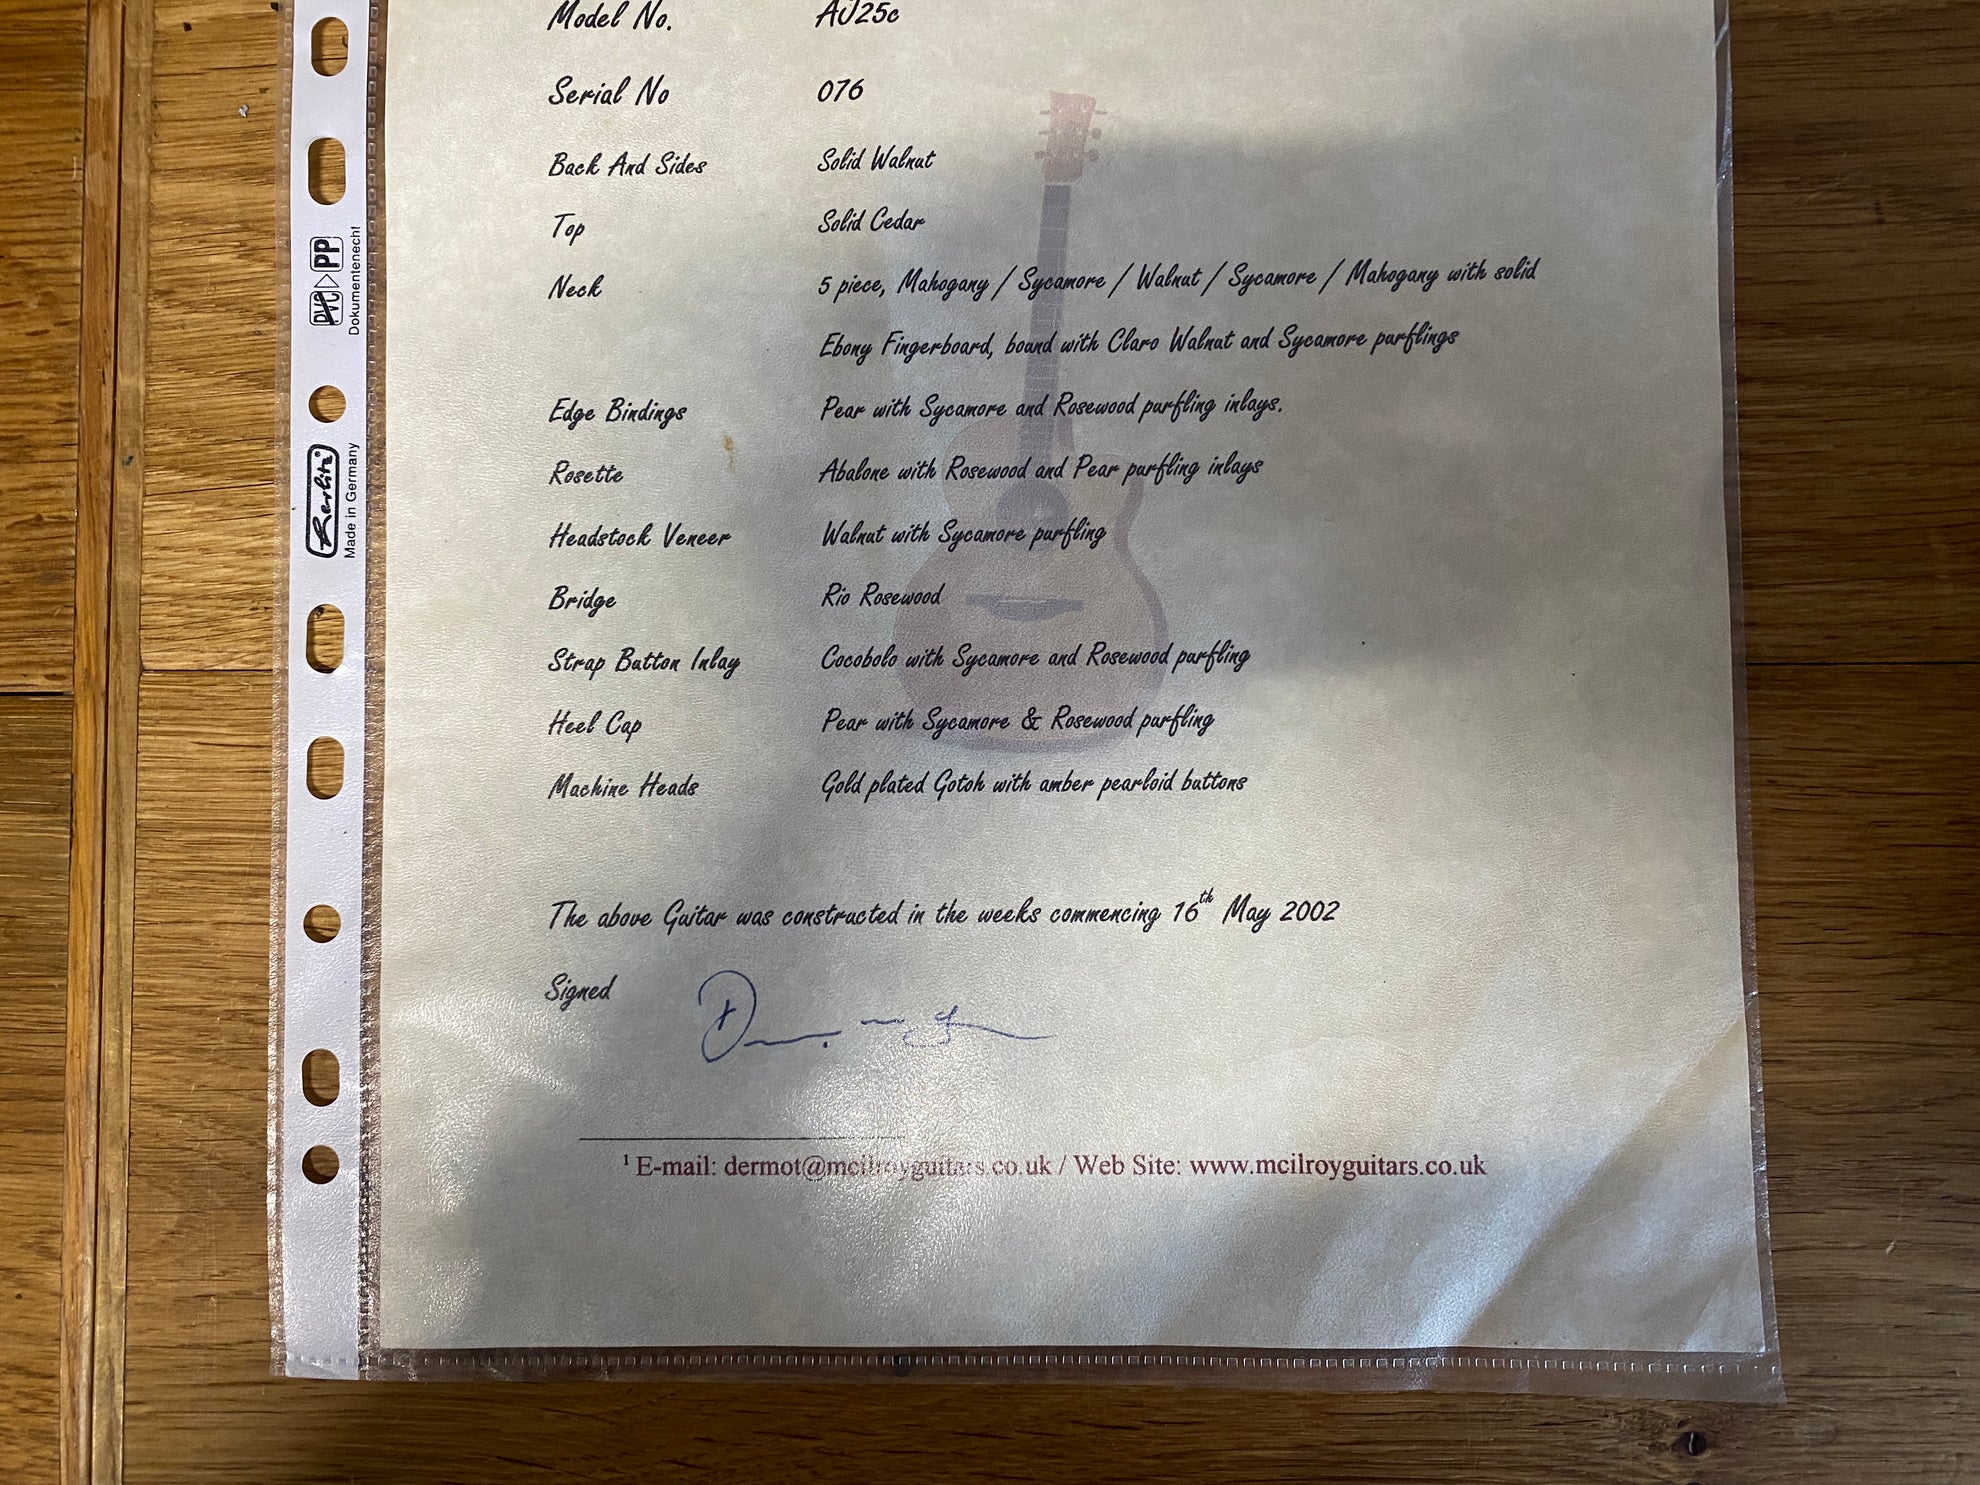 Model No. AJ25c
Serial No 076
Back And Sides Solid Walnut
Top Solid Cedar
Neck 5 piece, Mahogany / Sycamore / Walnut / Sycamore / Mahogany with solid
Ebony Fingerboard, bound with Claro Walnut and Sycamore purflings
Edge Bindings Pear with Sycamore and Rosewood purfling inlays.
Rosette Abalone with Rosewood and Pear purfling inlays
Headstock Veneer Walnut with Sycamore purfling
Bridge Rio Rosewood
Strap Button Inlay Cocobolo with Sycamore and Rosewood purfling
Heel Cap Pear with Sycamore & Rosewood purfling
Machine Heads Gold plated Gotoh with amber pearloid buttons
The above Guitar was constructed in the weeks commencing 16th May 2002
Signed
1 E-mail: dermot@mcilroyguitars.co.uk / Web Site: www.mcilroyguitars.co.uk
PVC PP
Dokumentenecht
herlitz
Made in Germany